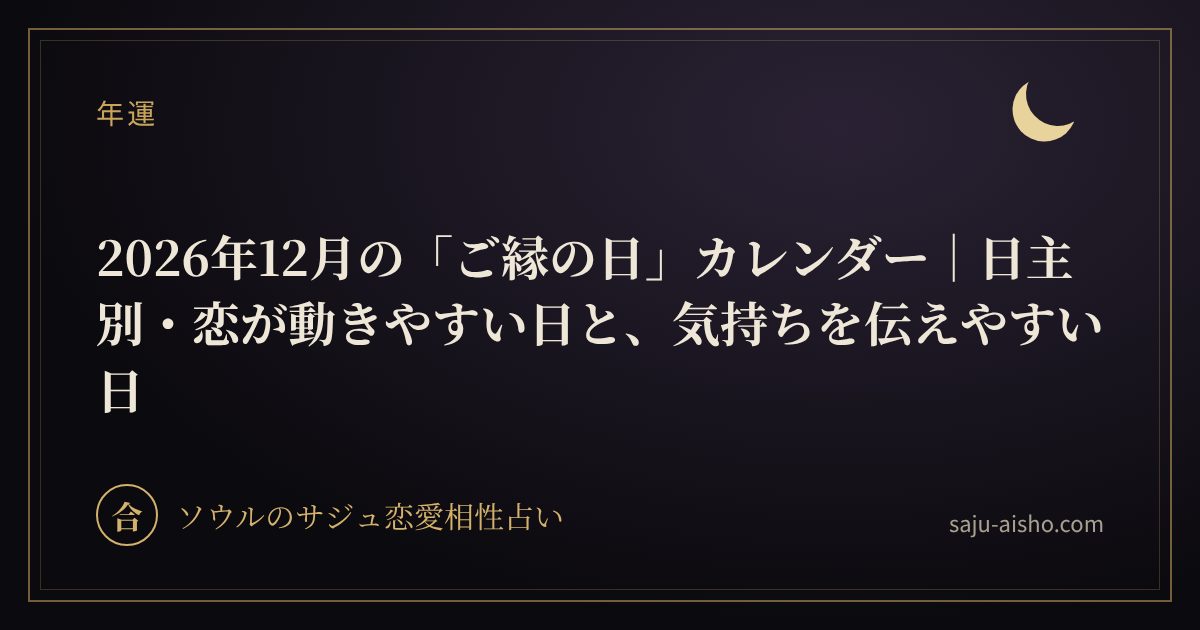 年運
2026年12月の「ご縁の日」カレンダー｜日主
別・恋が動きやすい日と、気持ちを伝えやすい
日
合 ソウルのサジュ恋愛相性占い
saju-aisho.com